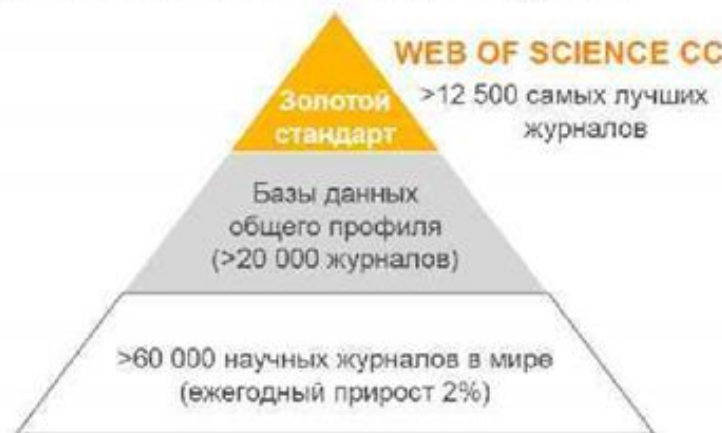 WEB OF SCIENCE CC
Золотой
стандарт
>12 500 самых лучших
журналов
Базы данных
общего профиля
(>20 000 журналов)
>60 000 научных журналов в мире
(ежегодный прирост 2%)